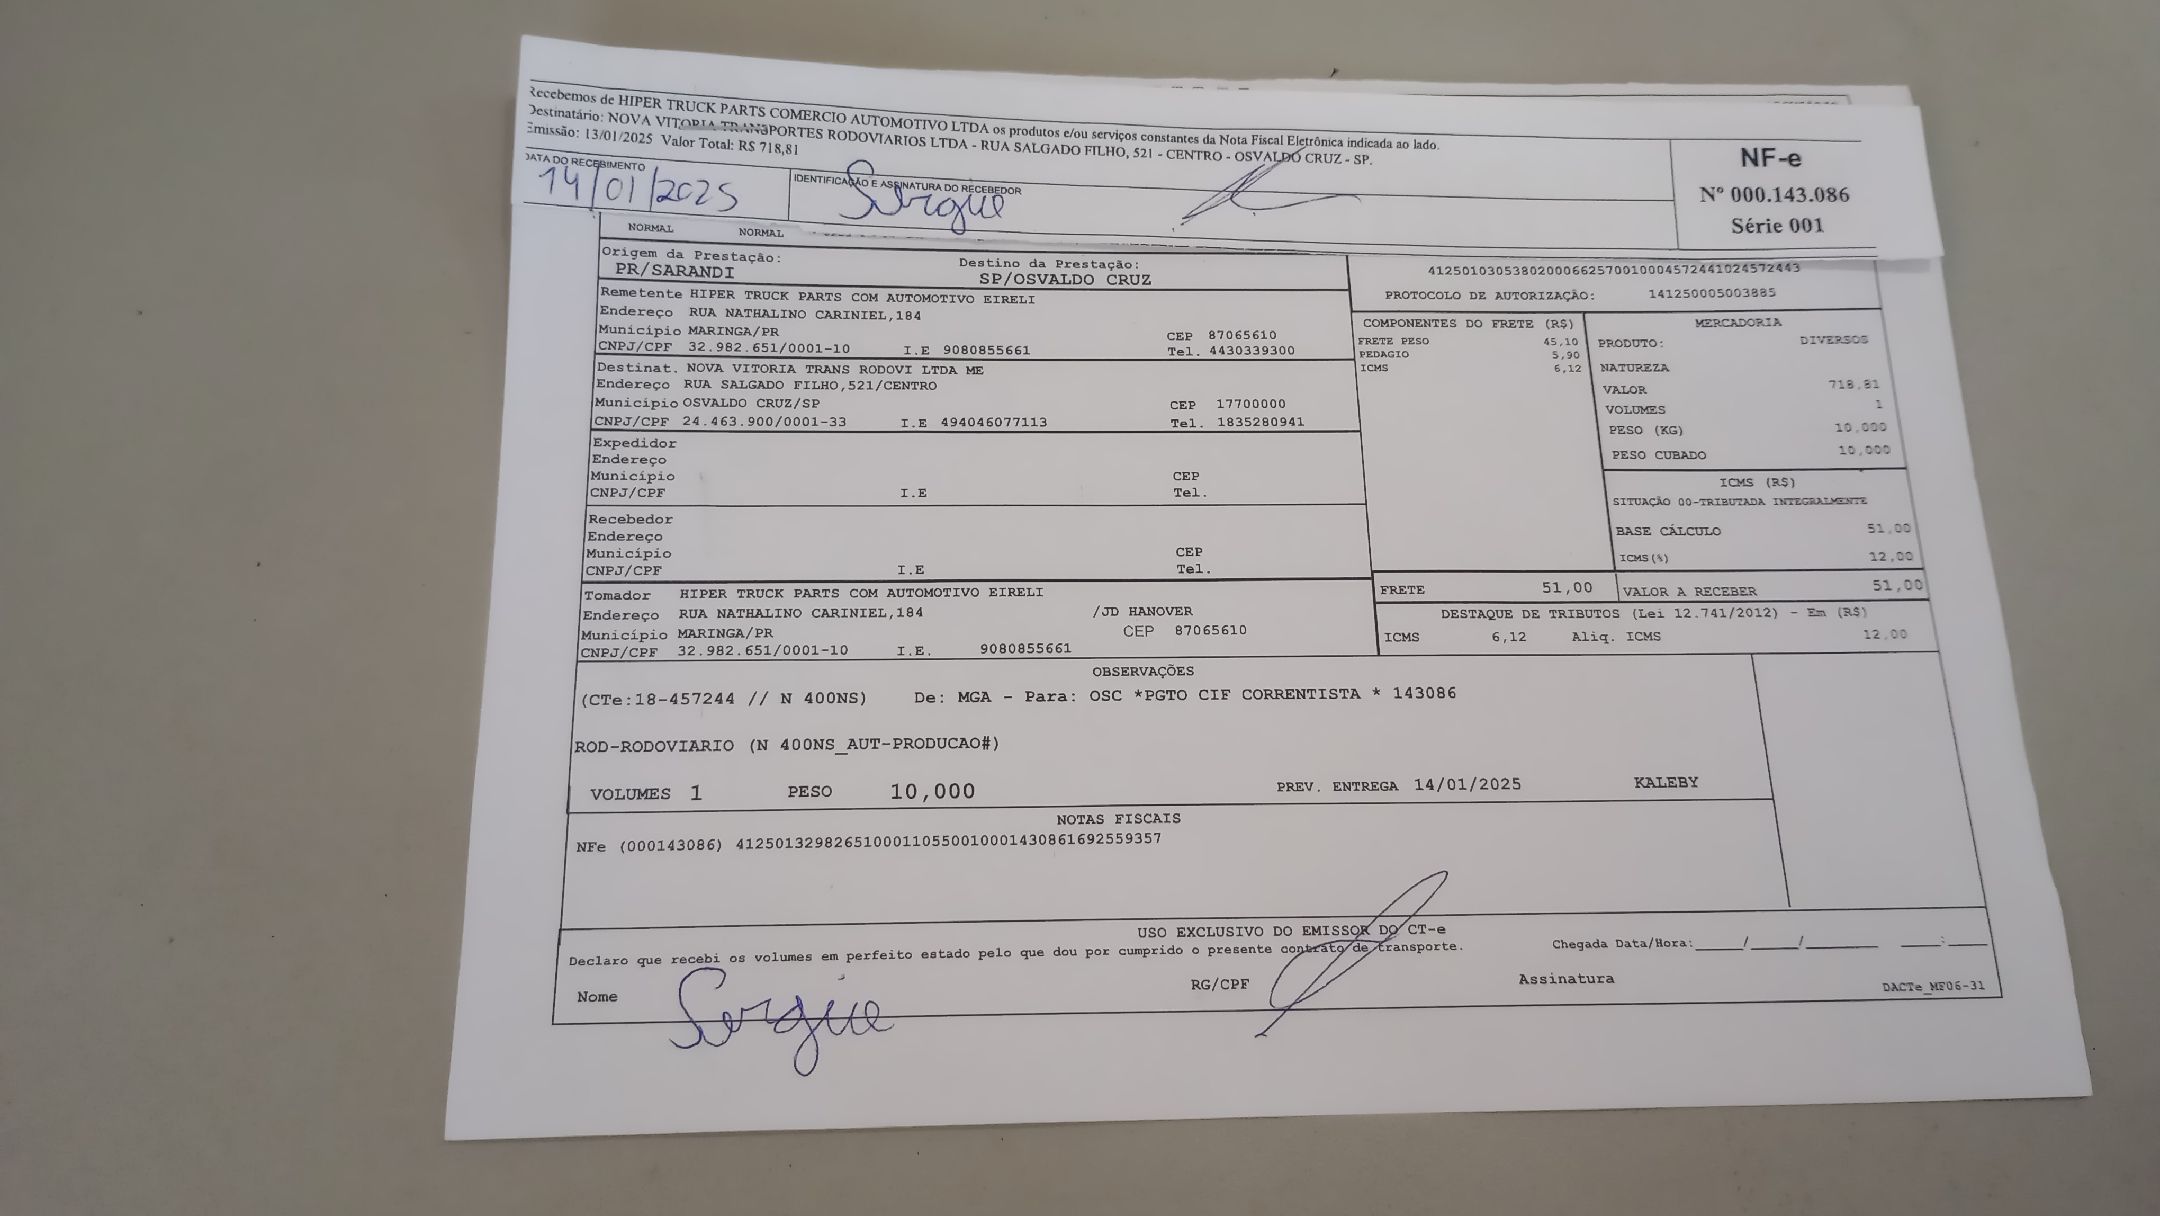 Recebemos de HIPER TRUCK PARTS COMERCIO AUTOMOTIVO LTDA os produtos e/ou serviços constantes da Nota Fiscal Eletrônica indicada ao lado.
Destinatário: NOVA VITORIA TRANSPORTES RODOVIARIOS LTDA - RUA SALGADO FILHO, 521 - CENTRO - OSVALDO CRUZ - SP.
Emissão: 13/01/2025 Valor Total: R$ 718,81
DATA DO RECEBIMENTO
14/01/2025
IDENTIFICAÇÃO E ASSINATURA DO RECEBEDOR
NF-e
Nº 000.143.086
Série 001
NORMAL NORMAL
Origem da Prestação: Destino da Prestação:
PR/SARANDI SP/OSVALDO CRUZ
Remetente HIPER TRUCK PARTS COM AUTOMOTIVO EIRELI
Endereço RUA NATHALINO CARINIEL,184
Município MARINGA/PR CEP 87065610
CNPJ/CPF 32.982.651/0001-10 I.E 9080855661 Tel. 4430339300
Destinat. NOVA VITORIA TRANS RODOVI LTDA ME
Endereço RUA SALGADO FILHO,521/CENTRO
Município OSVALDO CRUZ/SP CEP 17700000
CNPJ/CPF 24.463.900/0001-33 I.E 494046077113 Tel. 1835280941
Expedidor
Endereço
Município CEP
CNPJ/CPF I.E Tel.
Recebedor
Endereço
Município CEP
CNPJ/CPF I.E Tel.
Tomador HIPER TRUCK PARTS COM AUTOMOTIVO EIRELI
Endereço RUA NATHALINO CARINIEL,184 /JD HANOVER
Município MARINGA/PR CEP 87065610
CNPJ/CPF 32.982.651/0001-10 I.E. 9080855661
41250103053802000662570010004572441024572443
PROTOCOLO DE AUTORIZAÇÃO: 141250005003885
COMPONENTES DO FRETE (R$)
FRETE PESO 45,10
PEDAGIO 5,90
ICMS 6,12
MERCADORIA
PRODUTO: DIVERSOS
NATUREZA
VALOR 718,81
VOLUMES 1
PESO (KG) 10,000
PESO CUBADO 10,000
ICMS (R$)
SITUAÇÃO 00-TRIBUTADA INTEGRALMENTE
BASE CÁLCULO 51,00
ICMS(%) 12,00
FRETE 51,00 VALOR A RECEBER 51,00
DESTAQUE DE TRIBUTOS (Lei 12.741/2012) - Em (R$)
ICMS 6,12 Aliq. ICMS 12,00
OBSERVAÇÕES
(CTe:18-457244 // N 400NS) De: MGA - Para: OSC *PGTO CIF CORRENTISTA * 143086
ROD-RODOVIARIO (N 400NS_AUT-PRODUCAO#)
VOLUMES 1 PESO 10,000 PREV. ENTREGA 14/01/2025 KALEBY
NOTAS FISCAIS
NFe (000143086) 41250132982651000110550010001430861692559357
USO EXCLUSIVO DO EMISSOR DO CT-e
Declaro que recebi os volumes em perfeito estado pelo que dou por cumprido o presente contrato de transporte. Chegada Data/Hora:____/____/______ ____:____
Nome RG/CPF Assinatura
DACTe_MF06-31